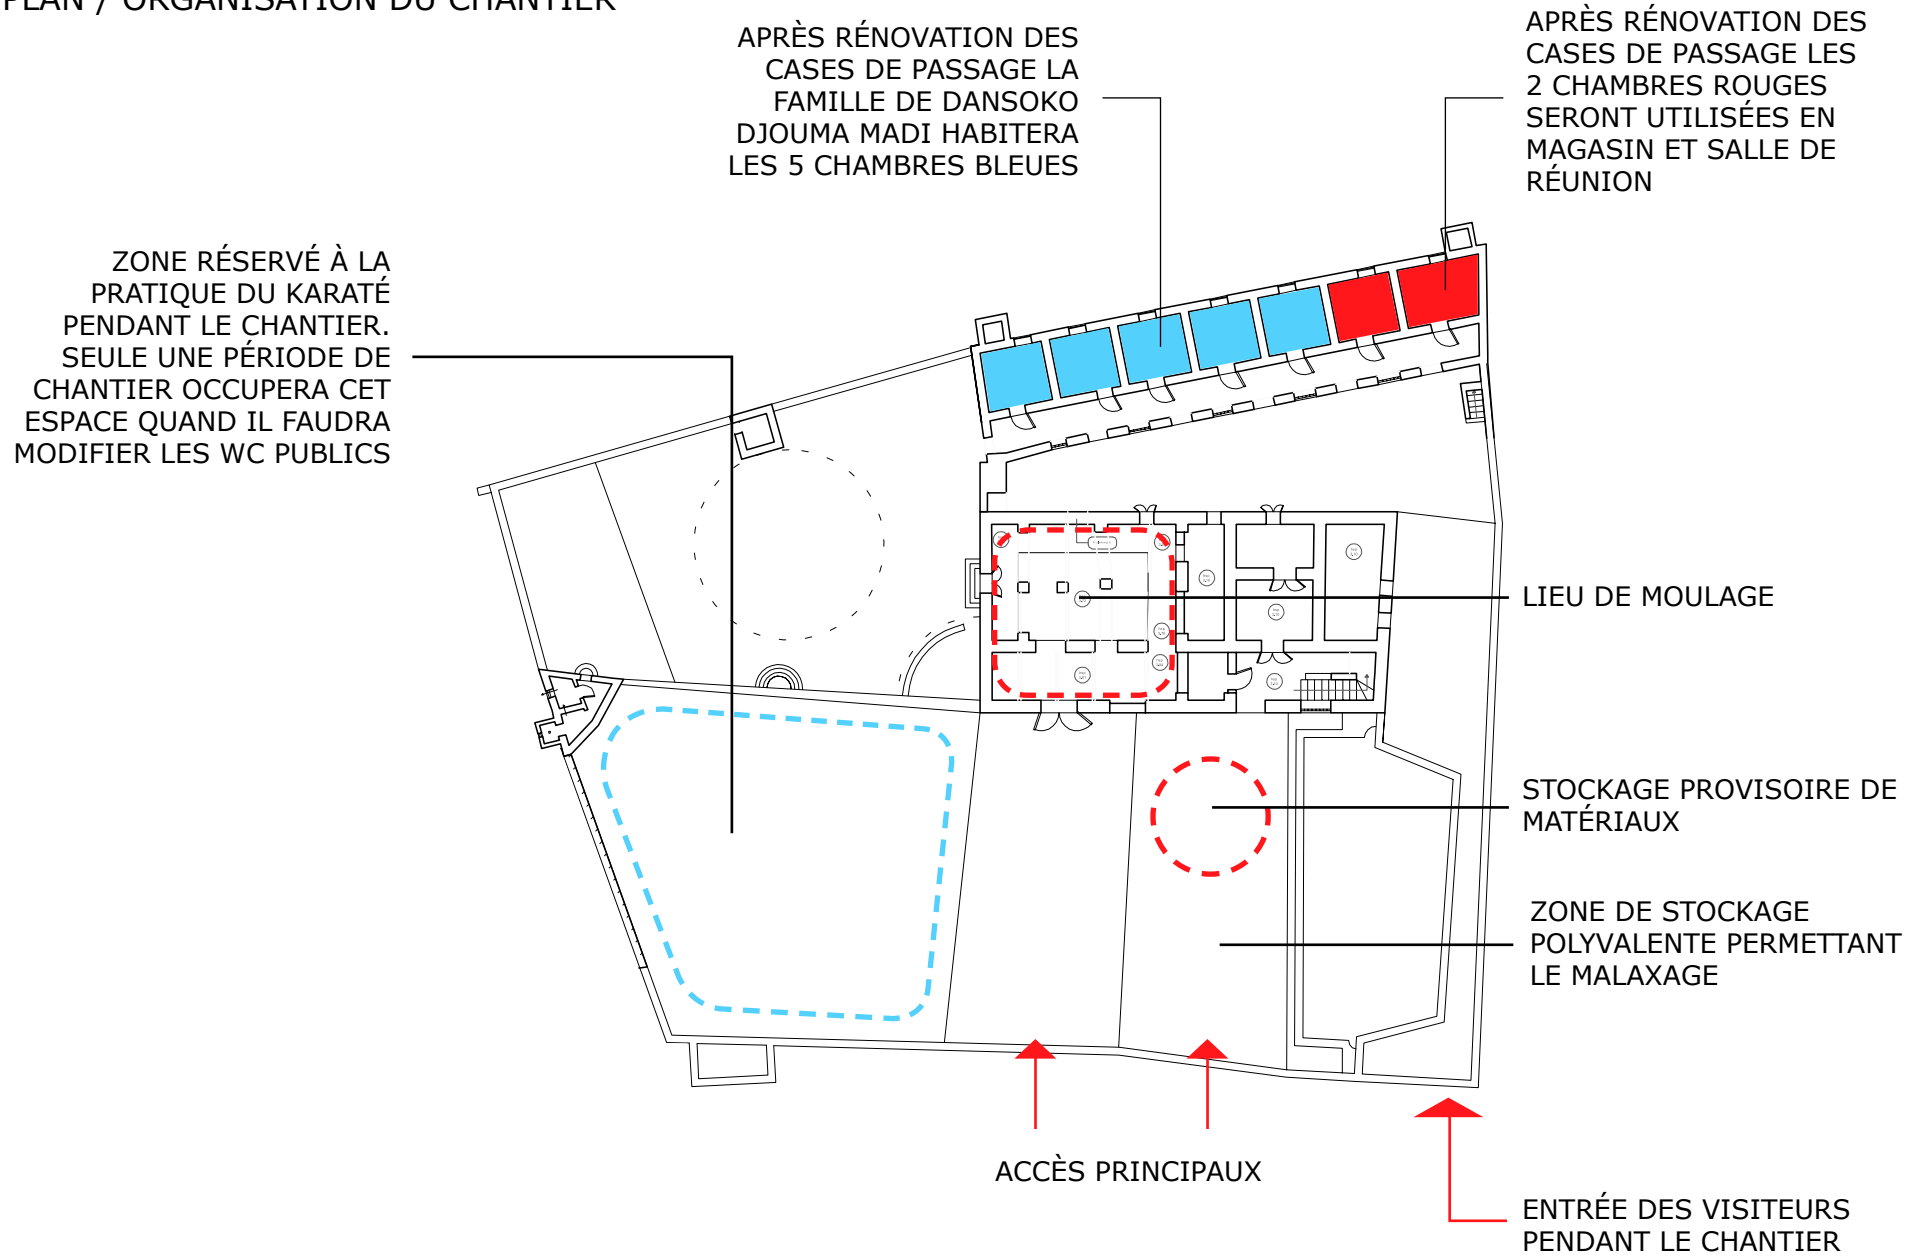 PLAN / ORGANISATION DU CHANTIER
APRÈS RÉNOVATION DES
CASES DE PASSAGE LA
FAMILLE DE DANSOKO
DJOUMA MADI HABITERA
LES 5 CHAMBRES BLEUES
APRÈS RÉNOVATION DES
CASES DE PASSAGE LES
2 CHAMBRES ROUGES
SERONT UTILISÉES EN
MAGASIN ET SALLE DE
RÉUNION
ZONE RÉSERVÉ À LA
PRATIQUE DU KARATÉ
PENDANT LE CHANTIER.
SEULE UNE PÉRIODE DE
CHANTIER OCCUPERA CET
ESPACE QUAND IL FAUDRA
MODIFIER LES WC PUBLICS
LIEU DE MOULAGE
STOCKAGE PROVISOIRE DE
MATÉRIAUX
ZONE DE STOCKAGE
POLYVALENTE PERMETTANT
LE MALAXAGE
ACCÈS PRINCIPAUX
ENTRÉE DES VISITEURS
PENDANT LE CHANTIER